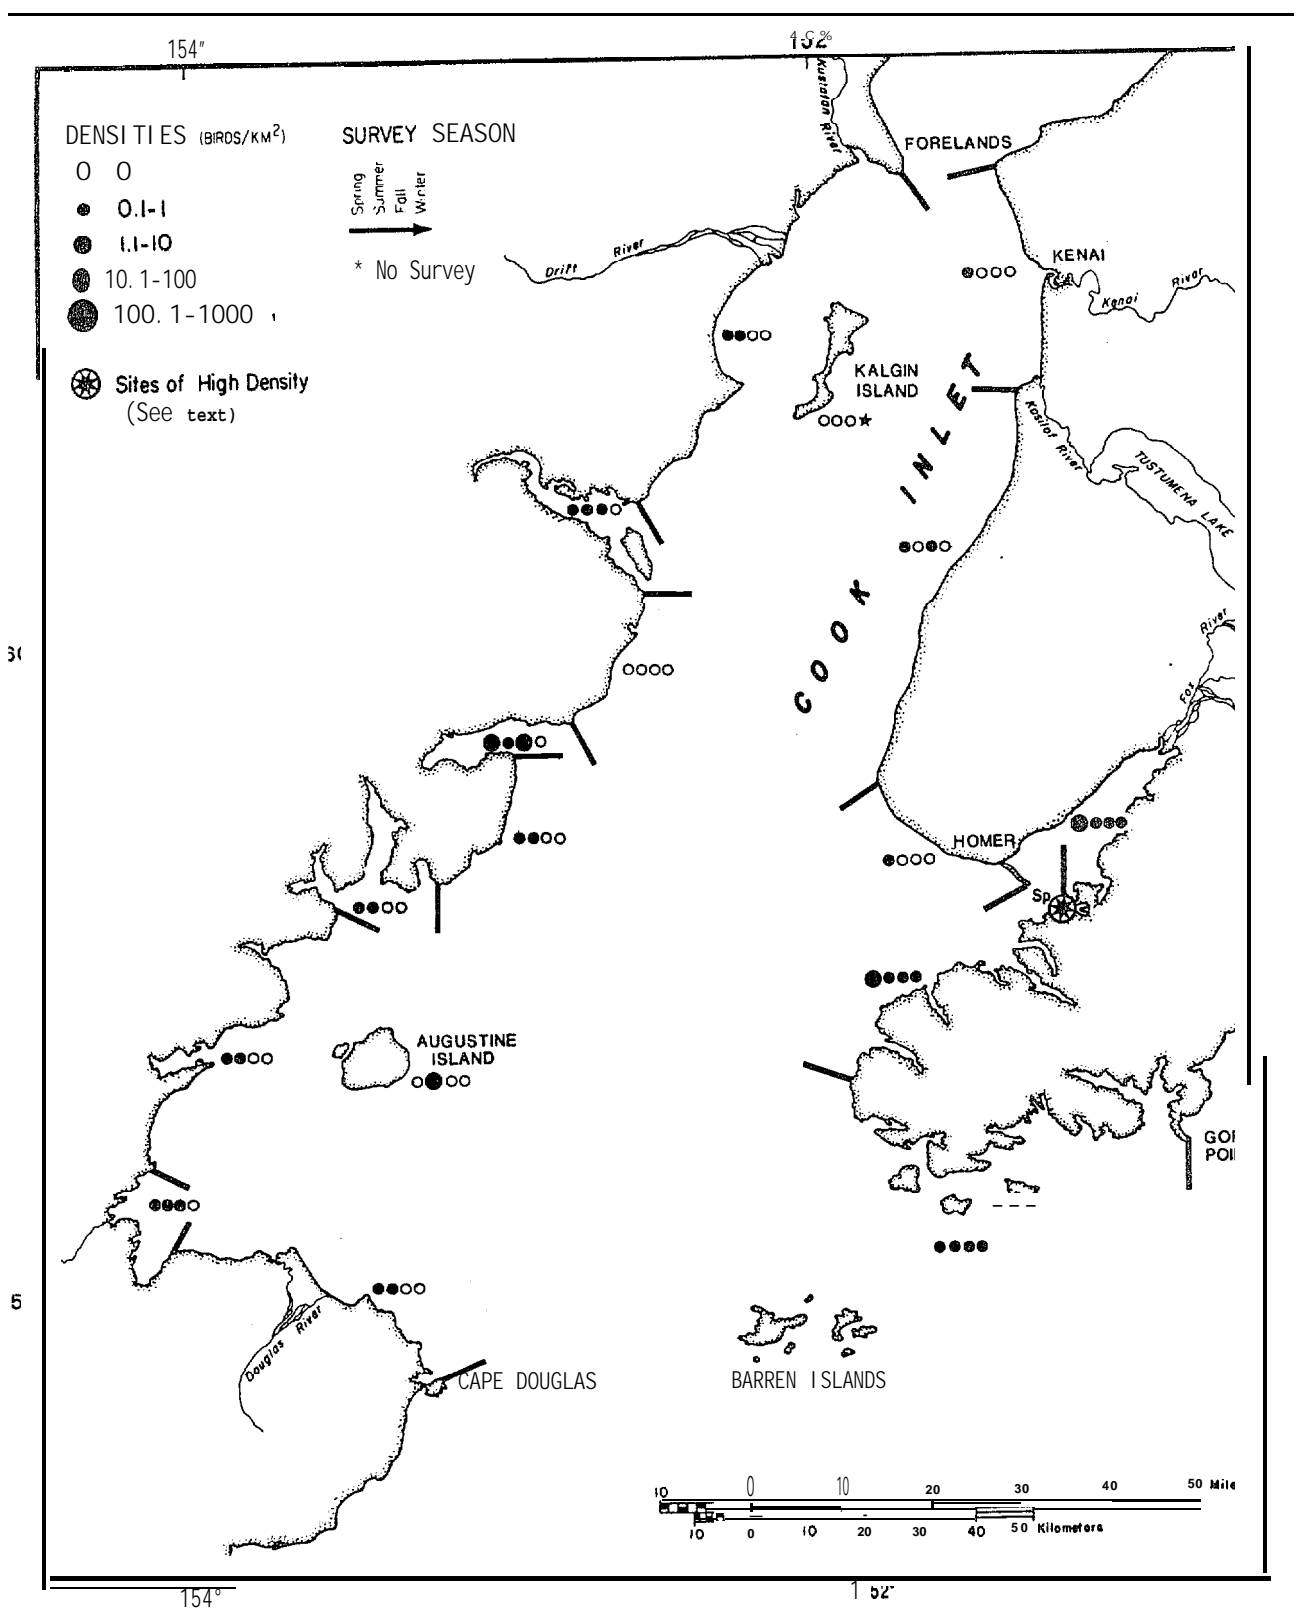 154"
152
DENSITIES (BIRDS/KM²)
O 0
0.1-1
1.1-10
10.1-100
100.1-1000
Sites of High Density
(See text)
SURVEY SEASON
Spring
Summer
Fall
Winter
* No Survey
Kustatan River
FORELANDS
Drift River
KENAI
Kenai River
KALGIN
ISLAND
COOK INLET
Kasilof River
TUSTUMENA LAKE
Fox River
HOMER
Sp
AUGUSTINE
ISLAND
Douglas River
CAPE DOUGLAS
BARREN ISLANDS
10 0 10 20 30 40 50 Mile
10 0 10 20 30 40 50 Kilometers
154°
152"